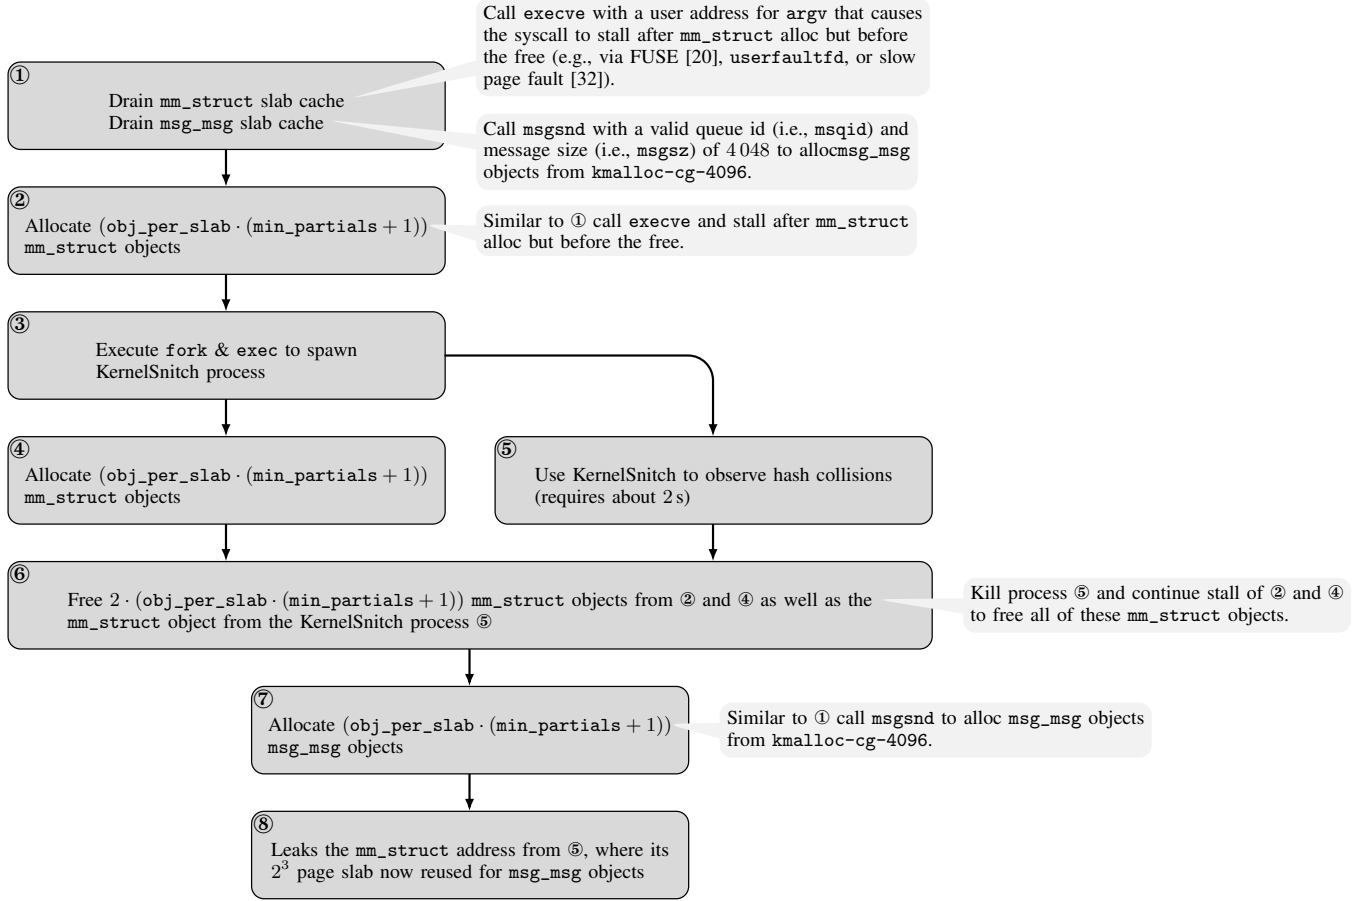 Call execve with a user address for argv that causes
the syscall to stall after mm_struct alloc but before
the free (e.g., via FUSE [20], userfaultfd, or slow
page fault [32]).
①
Drain mm_struct slab cache
Drain msg_msg slab cache
Call msgsnd with a valid queue id (i.e., msqid) and
message size (i.e., msgsz) of 4 048 to allocmsg_msg
objects from kmalloc-cg-4096.
②
Allocate (obj_per_slab · (min_partials + 1))
mm_struct objects
Similar to ① call execve and stall after mm_struct
alloc but before the free.
③
Execute fork & exec to spawn
KernelSnitch process
④
Allocate (obj_per_slab · (min_partials + 1))
mm_struct objects
⑤
Use KernelSnitch to observe hash collisions
(requires about 2 s)
⑥
Free 2 · (obj_per_slab · (min_partials + 1)) mm_struct objects from ② and ④ as well as the
mm_struct object from the KernelSnitch process ⑤
Kill process ⑤ and continue stall of ② and ④
to free all of these mm_struct objects.
⑦
Allocate (obj_per_slab · (min_partials + 1))
msg_msg objects
Similar to ① call msgsnd to alloc msg_msg objects
from kmalloc-cg-4096.
⑧
Leaks the mm_struct address from ⑤, where its
2³ page slab now reused for msg_msg objects